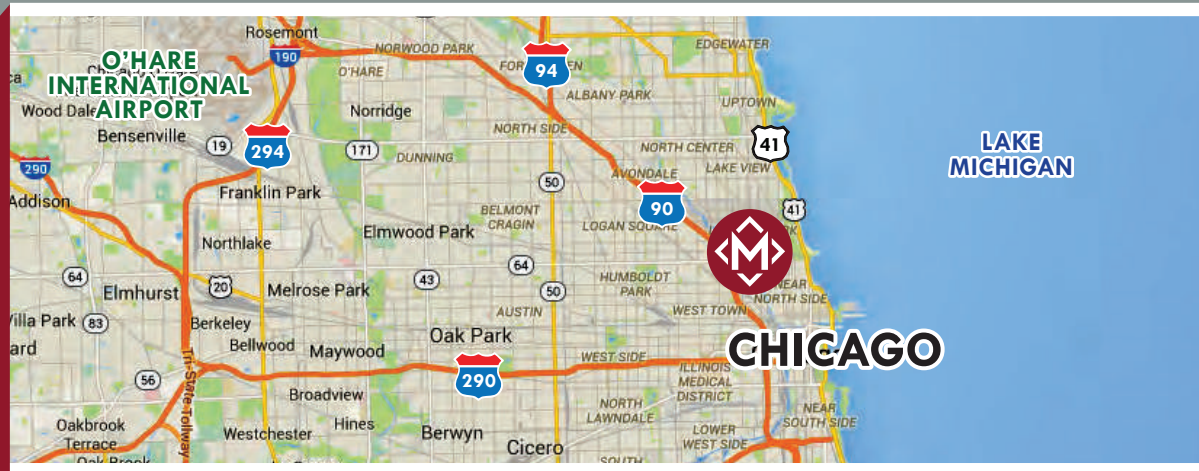 Rosemont
190
NORWOOD PARK
94
EDGEWATER
O'HARE
INTERNATIONAL
AIRPORT
O'HARE
ALBANY PARK
UPTOWN
Wood Dale
Norridge
Bensenville
19
294
171
NORTH SIDE
NORTH CENTER
41
LAKE
MICHIGAN
DUNNING
LAKE VIEW
290
AVONDALE
50
Addison
Franklin Park
90
41
BELMONT
CRAGIN
LOGAN SQUARE
Elmwood Park
Northlake
M
64
64
20
43
50
HUMBOLDT
PARK
NEAR
NORTH SIDE
Elmhurst
Melrose Park
AUSTIN
WEST TOWN
Villa Park
83
Berkeley
Oak Park
Bellwood
Maywood
CHICAGO
WEST SIDE
ILLINOIS
MEDICAL
DISTRICT
Tri-State Tollway
56
290
Broadview
NORTH
LAWNDALE
NEAR
SOUTH SIDE
Oakbrook
Terrace
Westchester
Hines
Berwyn
Cicero
LOWER
WEST SIDE
Oak Brook
SOUTH